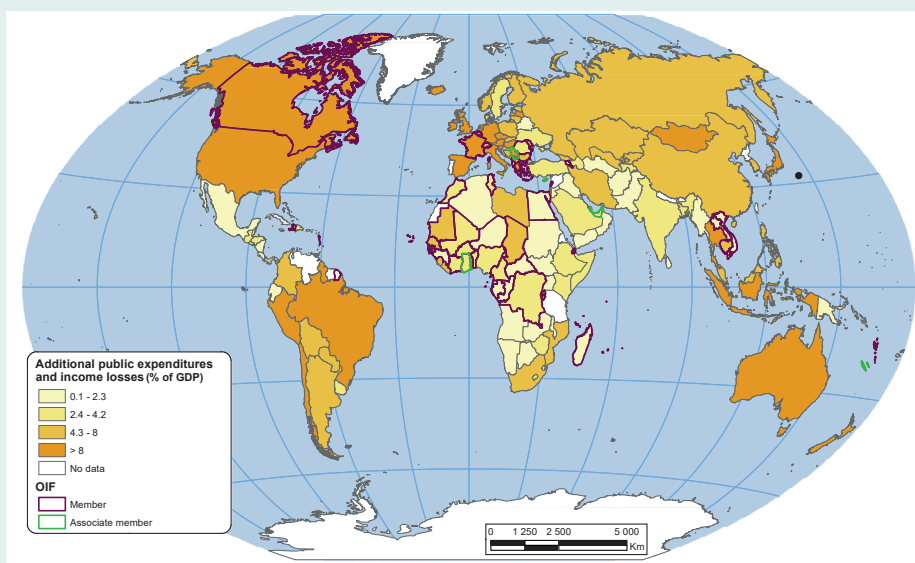 Additional public expenditures
and income losses (% of GDP)
0.1 - 2.3
2.4 - 4.2
4.3 - 8
> 8
No data
OIF
Member
Associate member
0 1 250 2 500 5 000
Km